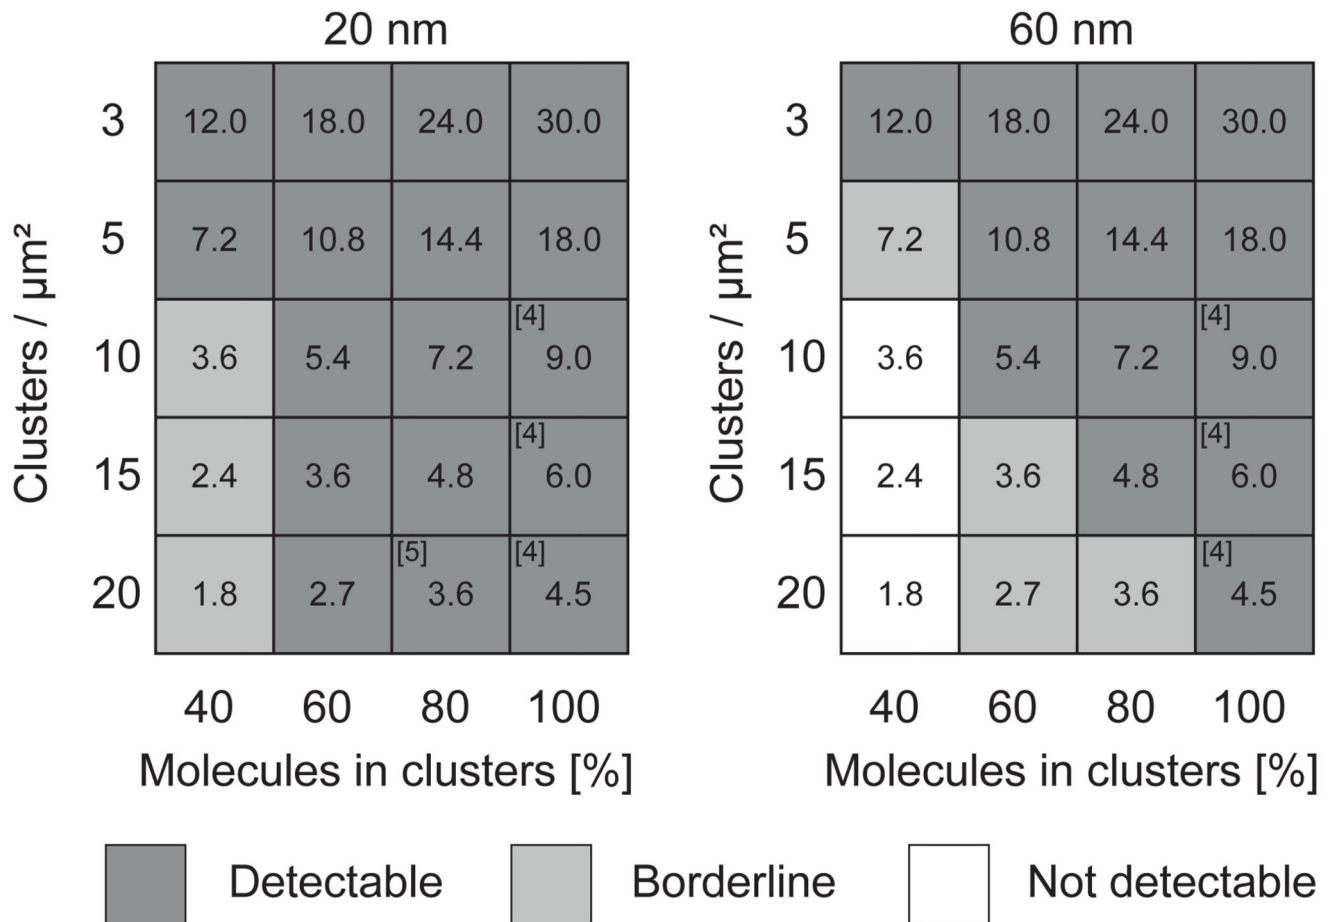 20 nm
Clusters / µm²
3 12.0 18.0 24.0 30.0
5 7.2 10.8 14.4 18.0
[4]
10 3.6 5.4 7.2 9.0
[4]
15 2.4 3.6 4.8 6.0
[5] [4]
20 1.8 2.7 3.6 4.5
40 60 80 100
Molecules in clusters [%]
60 nm
Clusters / µm²
3 12.0 18.0 24.0 30.0
5 7.2 10.8 14.4 18.0
[4]
10 3.6 5.4 7.2 9.0
[4]
15 2.4 3.6 4.8 6.0
[4]
20 1.8 2.7 3.6 4.5
40 60 80 100
Molecules in clusters [%]
Detectable
Borderline
Not detectable